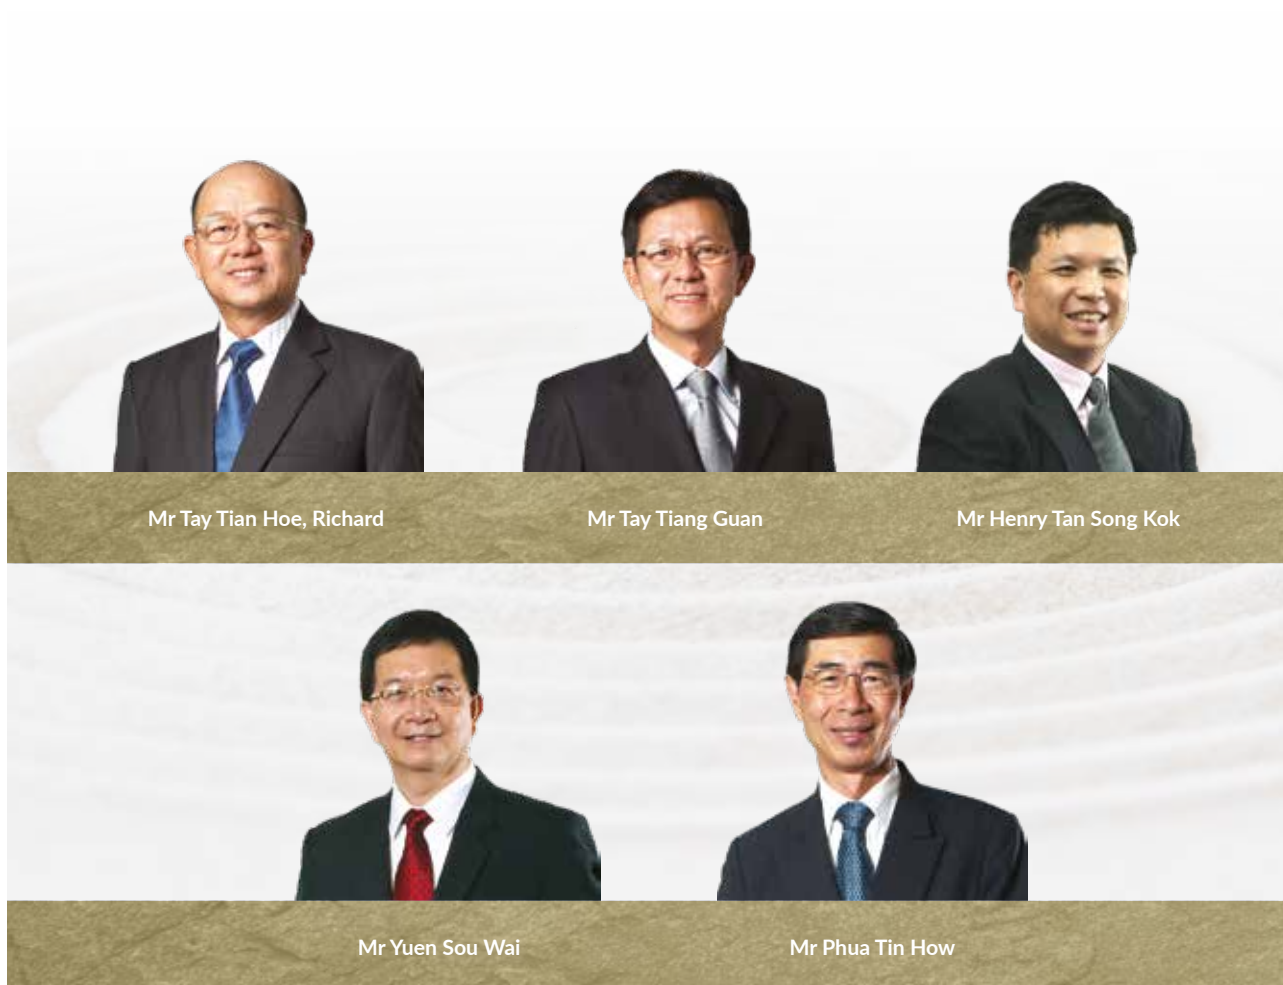 Mr Tay Tian Hoe, Richard
Mr Tay Tiang Guan
Mr Henry Tan Song Kok
Mr Yuen Sou Wai
Mr Phua Tin How